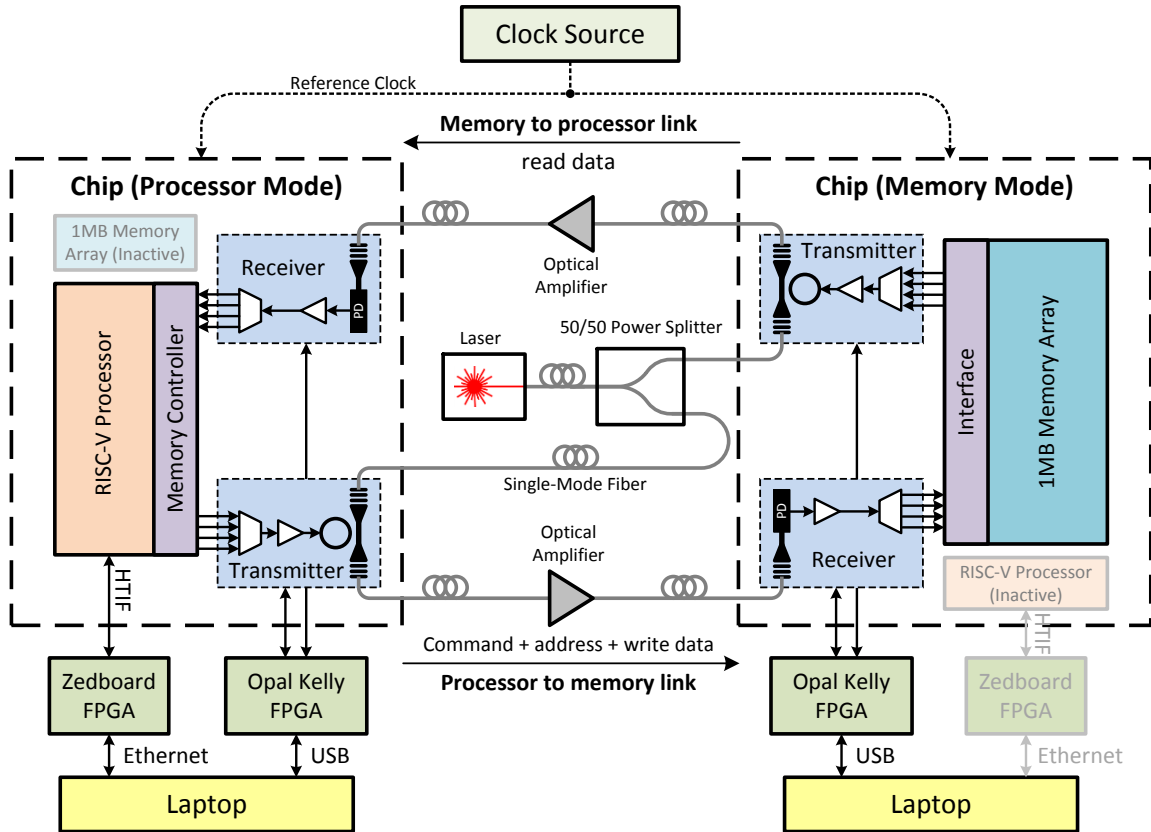 Clock Source
Reference Clock
Memory to processor link
read data
Chip (Processor Mode)
1MB Memory
Array (Inactive)
Receiver
PD
RISC-V Processor
Memory Controller
Transmitter
HTIF
Zedboard
FPGA
Opal Kelly
FPGA
Ethernet
USB
Laptop
Optical
Amplifier
50/50 Power Splitter
Laser
Single-Mode Fiber
Optical
Amplifier
Command + address + write data
Processor to memory link
Chip (Memory Mode)
Transmitter
Interface
1MB Memory Array
PD
Receiver
RISC-V Processor
(Inactive)
HTIF
Opal Kelly
FPGA
Zedboard
FPGA
USB
Ethernet
Laptop